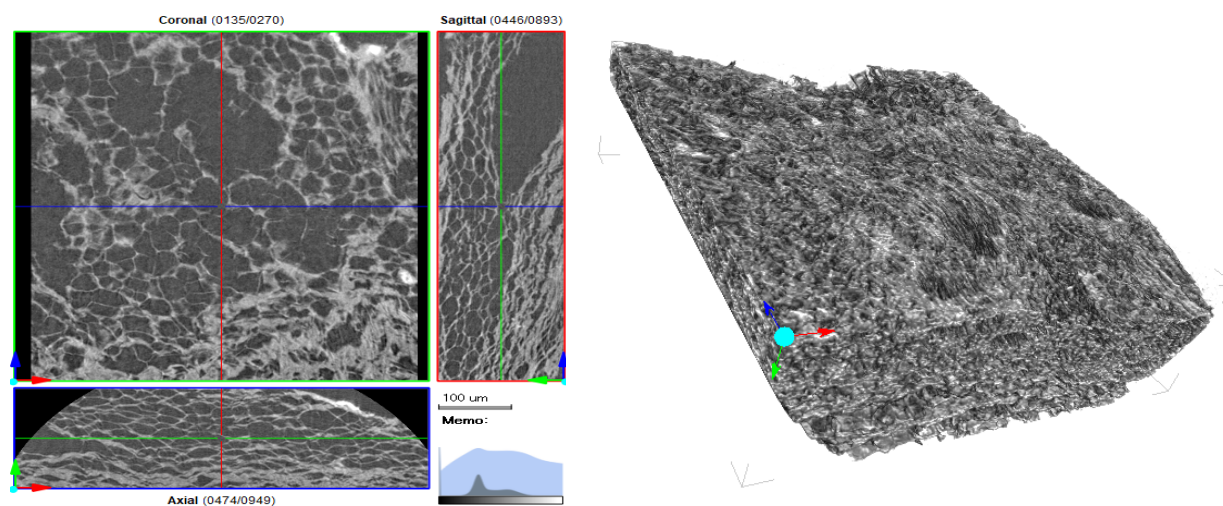 Coronal (0135/0270)
Sagittal (0446/0893)
100 um
Memo:
Axial (0474/0949)